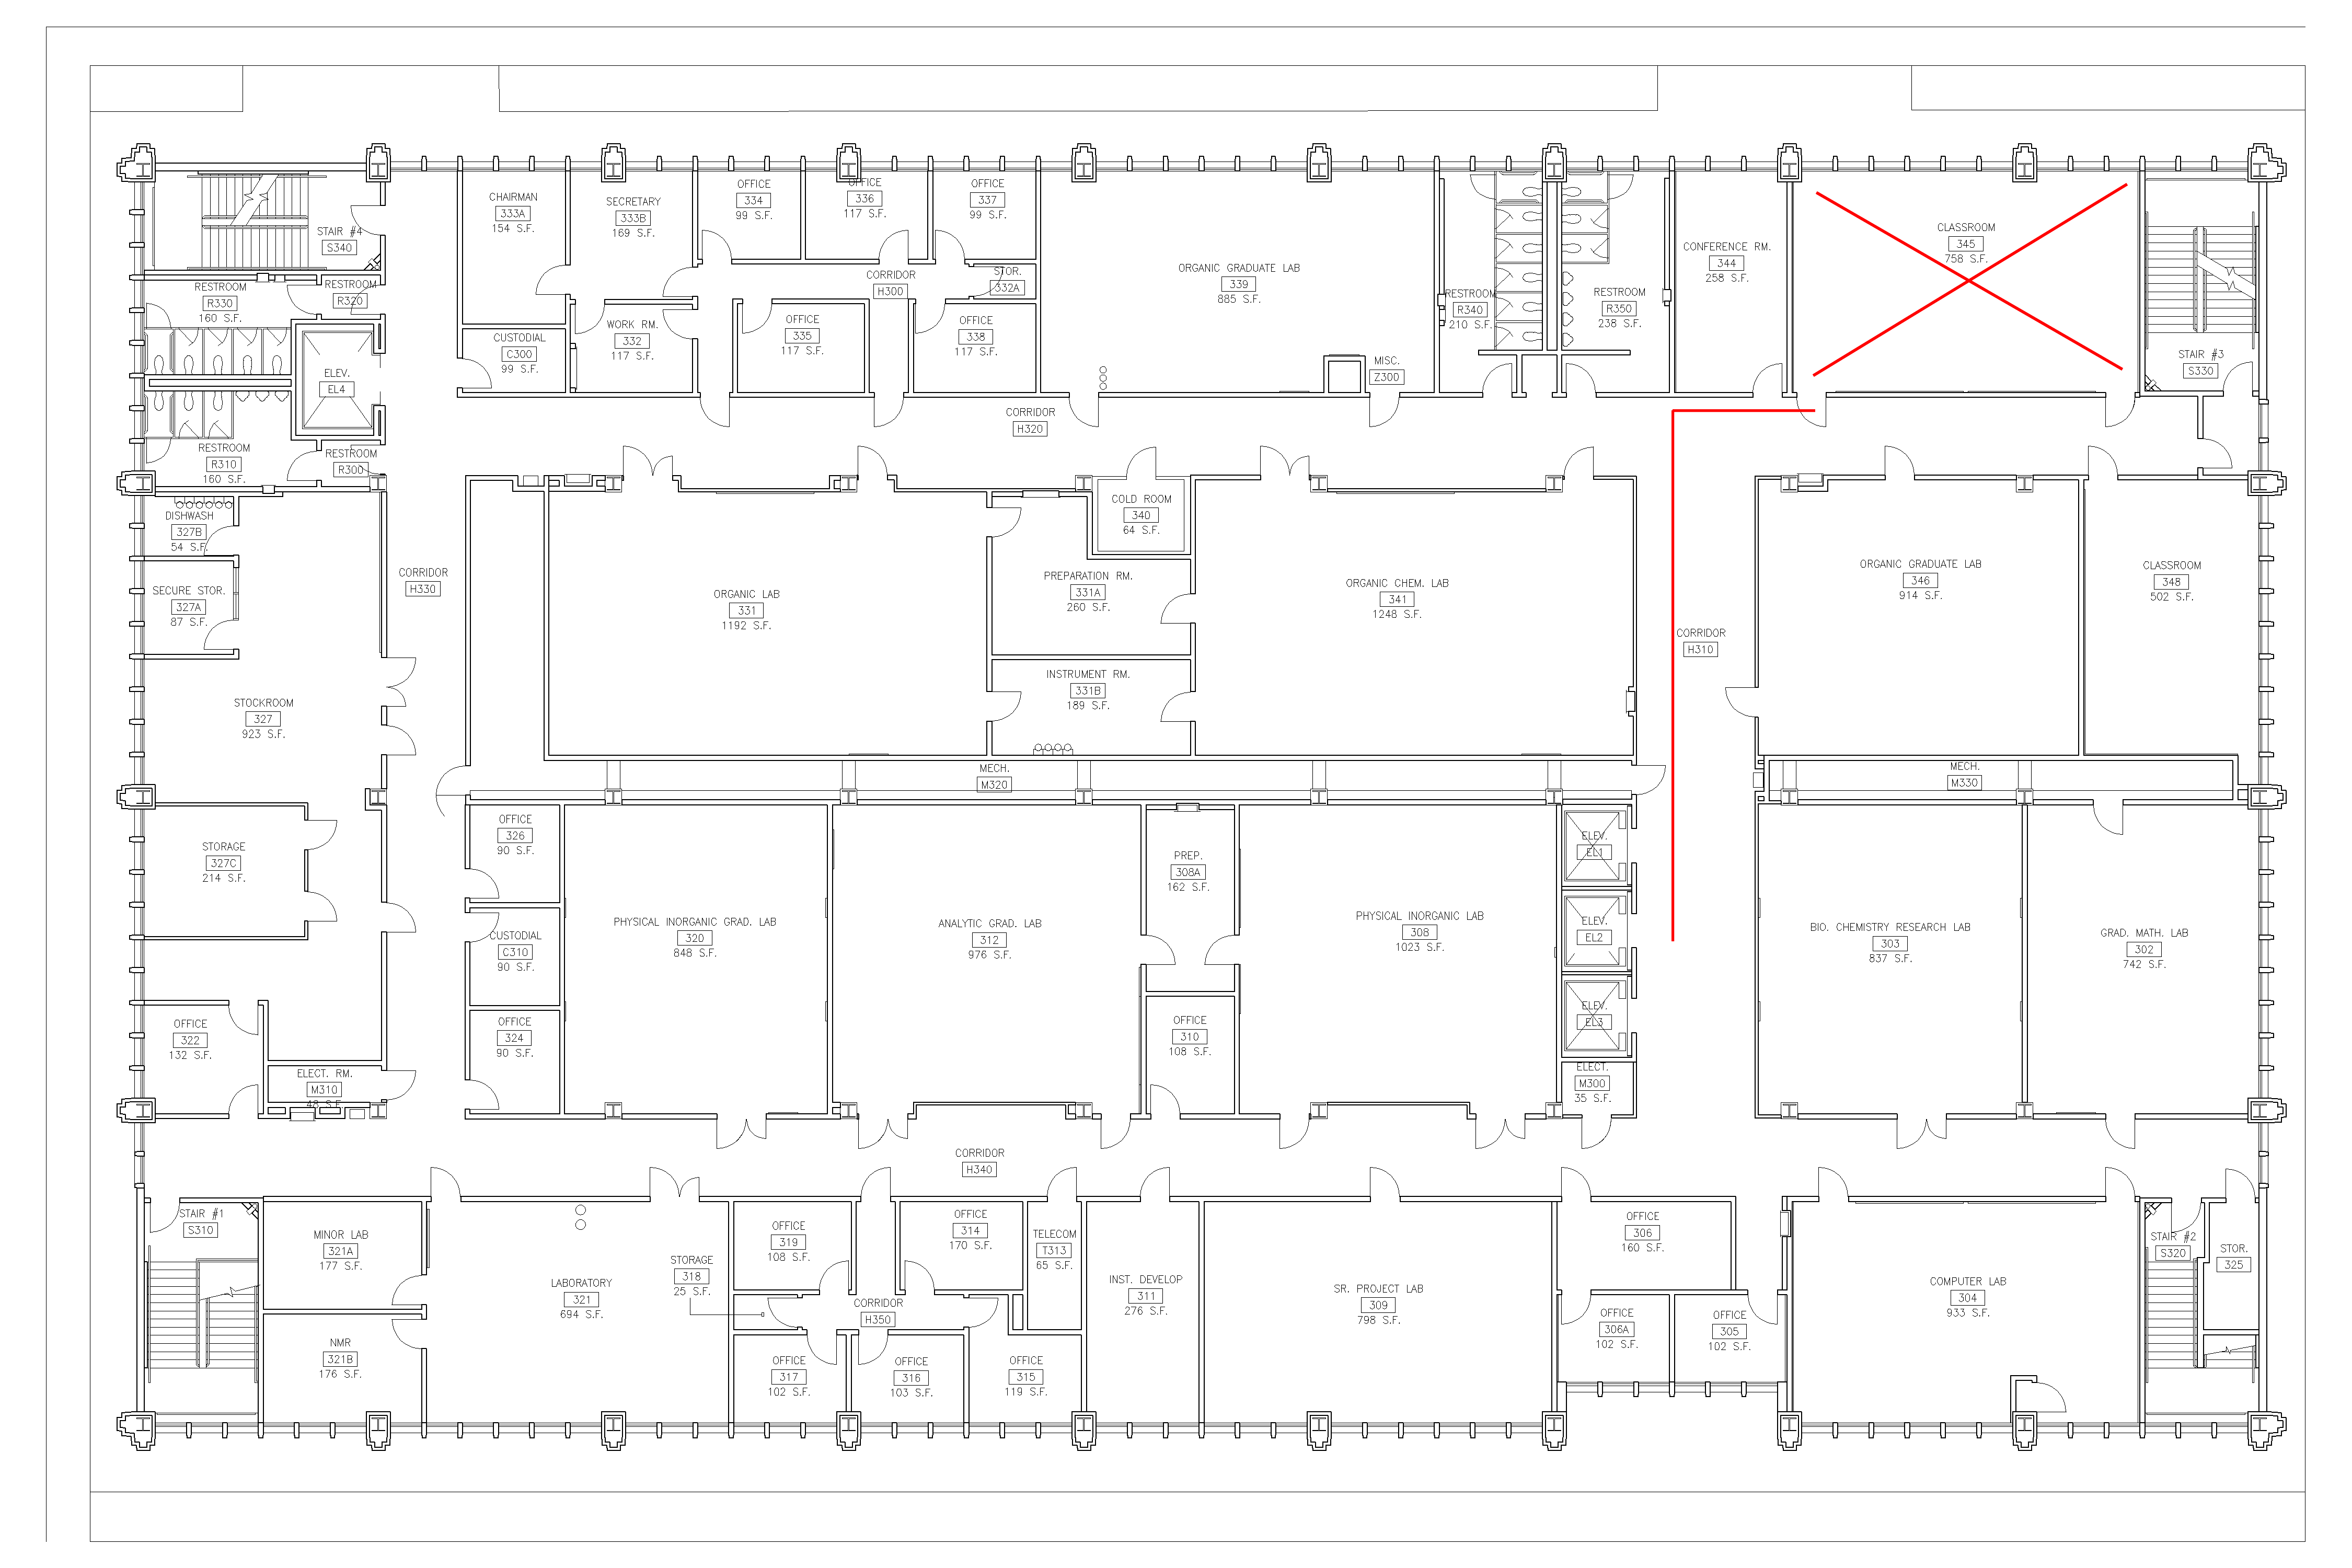 CHAIRMAN
333A
154 S.F.
SECRETARY
333B
169 S.F.
OFFICE
334
99 S.F.
OFFICE
336
117 S.F.
OFFICE
337
99 S.F.
STAIR #4
S340
CORRIDOR
H300
STOR.
332A
ORGANIC GRADUATE LAB
339
885 S.F.
RESTROOM
R340
210 S.F.
RESTROOM
R350
238 S.F.
CONFERENCE RM.
344
258 S.F.
CLASSROOM
345
758 S.F.
STAIR #3
S330
RESTROOM
R330
160 S.F.
RESTROOM
R320
ELEV.
EL4
CUSTODIAL
C300
99 S.F.
WORK RM.
332
117 S.F.
OFFICE
335
117 S.F.
OFFICE
338
117 S.F.
MISC.
Z300
CORRIDOR
H320
RESTROOM
R310
160 S.F.
RESTROOM
R300
DISHWASH
327B
54 S.F.
SECURE STOR.
327A
87 S.F.
CORRIDOR
H330
STOCKROOM
327
923 S.F.
ORGANIC LAB
331
1192 S.F.
COLD ROOM
340
64 S.F.
PREPARATION RM.
331A
260 S.F.
INSTRUMENT RM.
331B
189 S.F.
ORGANIC CHEM. LAB
341
1248 S.F.
CORRIDOR
H310
ORGANIC GRADUATE LAB
346
914 S.F.
CLASSROOM
348
502 S.F.
MECH.
M320
MECH.
M330
STORAGE
327C
214 S.F.
OFFICE
326
90 S.F.
CUSTODIAL
C310
90 S.F.
OFFICE
324
90 S.F.
PHYSICAL INORGANIC GRAD. LAB
320
848 S.F.
ANALYTIC GRAD. LAB
312
976 S.F.
PREP.
308A
162 S.F.
OFFICE
310
108 S.F.
PHYSICAL INORGANIC LAB
308
1023 S.F.
ELEV.
EL1
ELEV.
EL2
ELEV.
EL3
ELECT.
M300
35 S.F.
BIO. CHEMISTRY RESEARCH LAB
303
837 S.F.
GRAD. MATH. LAB
302
742 S.F.
OFFICE
322
132 S.F.
ELECT. RM.
M310
48 S.F.
CORRIDOR
H340
STAIR #1
S310
MINOR LAB
321A
177 S.F.
NMR
321B
176 S.F.
LABORATORY
321
694 S.F.
STORAGE
318
25 S.F.
OFFICE
319
108 S.F.
OFFICE
314
170 S.F.
CORRIDOR
H350
OFFICE
317
102 S.F.
OFFICE
316
103 S.F.
OFFICE
315
119 S.F.
TELECOM
T313
65 S.F.
INST. DEVELOP
311
276 S.F.
SR. PROJECT LAB
309
798 S.F.
OFFICE
306
160 S.F.
OFFICE
306A
102 S.F.
OFFICE
305
102 S.F.
COMPUTER LAB
304
933 S.F.
STAIR #2
S320
STOR.
325